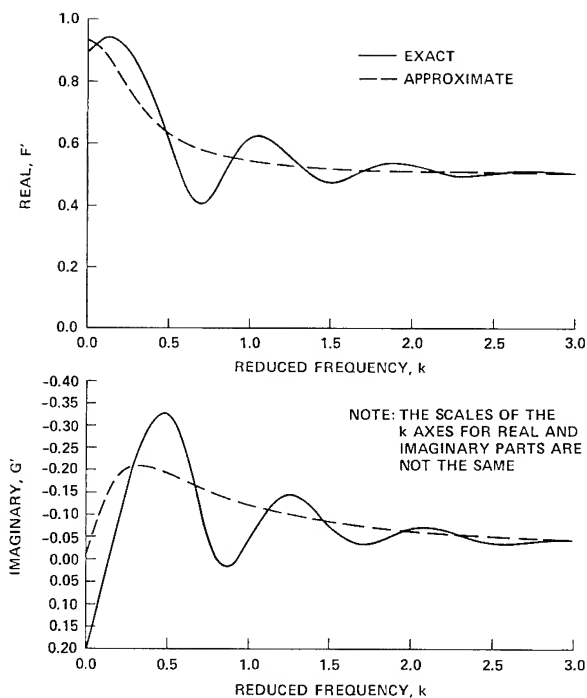 1.0
0.8
0.6
0.4
0.2
0.0
REAL, F'
EXACT
APPROXIMATE
0.0 0.5 1.0 1.5 2.0 2.5 3.0
REDUCED FREQUENCY, k
-0.40
-0.35
-0.30
-0.25
-0.20
-0.15
-0.10
-0.05
0.00
0.05
0.10
0.15
0.20
IMAGINARY, G'
NOTE: THE SCALES OF THE
k AXES FOR REAL AND
IMAGINARY PARTS ARE
NOT THE SAME
0.0 0.5 1.0 1.5 2.0 2.5 3.0
REDUCED FREQUENCY, k